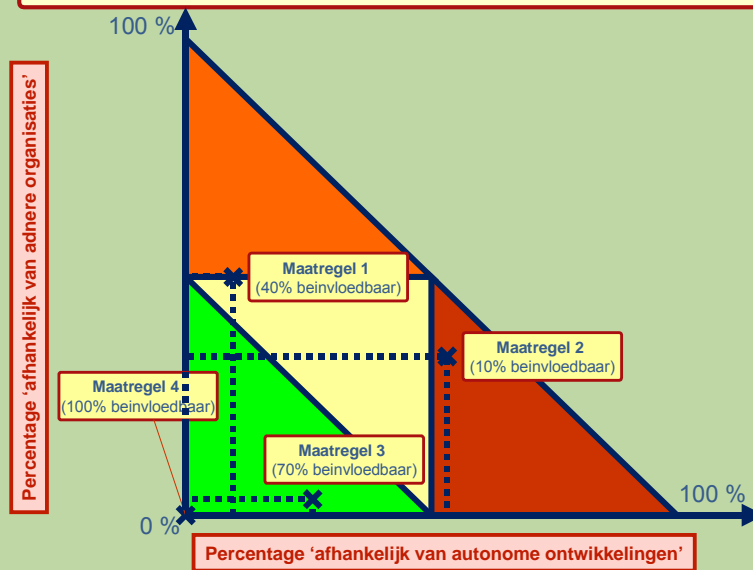 100 %
Percentage ‘afhankelijk van adnere organisaties’
Maatregel 1
(40% beinvloedbaar)
Maatregel 2
(10% beinvloedbaar)
Maatregel 4
(100% beinvloedbaar)
Maatregel 3
(70% beinvloedbaar)
100 %
0 %
Percentage ‘afhankelijk van autonome ontwikkelingen’